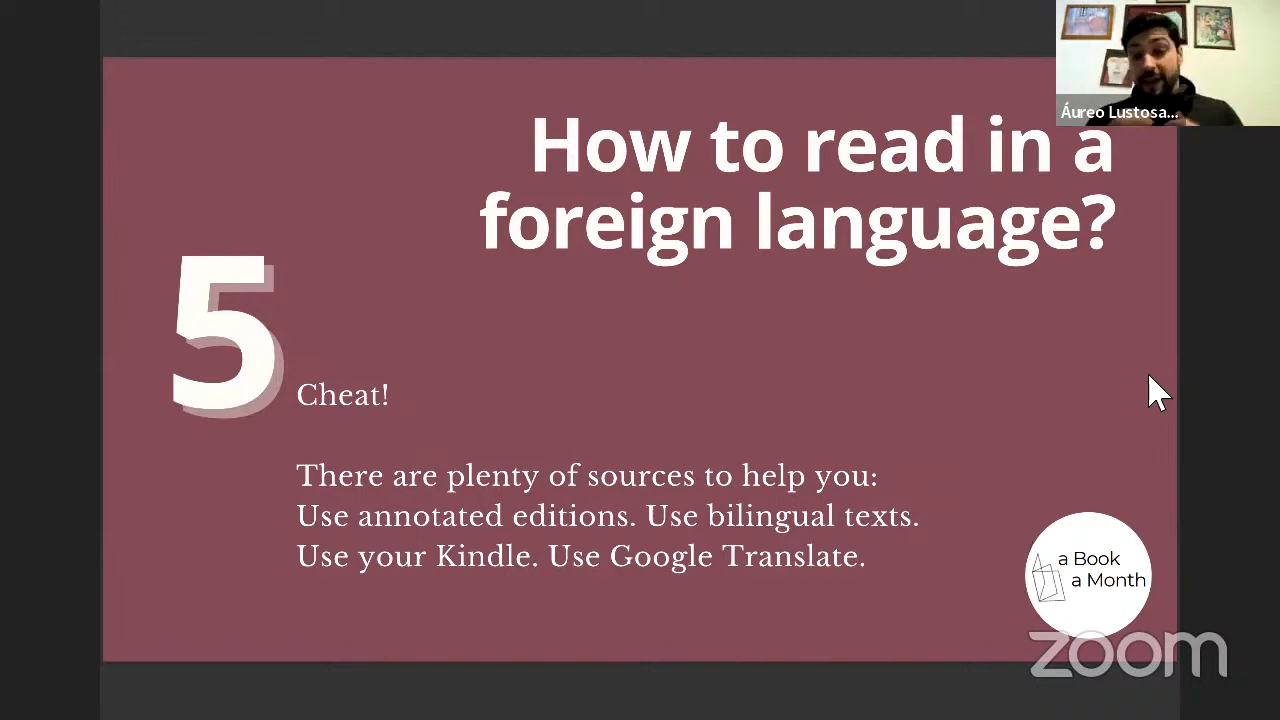 Áureo Lustosa...
How to read in a
foreign language?
5
Cheat!
There are plenty of sources to help you:
Use annotated editions. Use bilingual texts.
Use your Kindle. Use Google Translate.
a Book
a Month
zoom